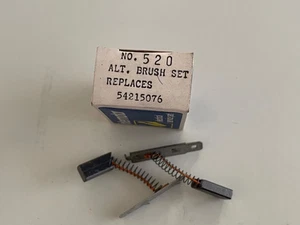 NO. 520
ALT. BRUSH SET
REPLACES
54215076